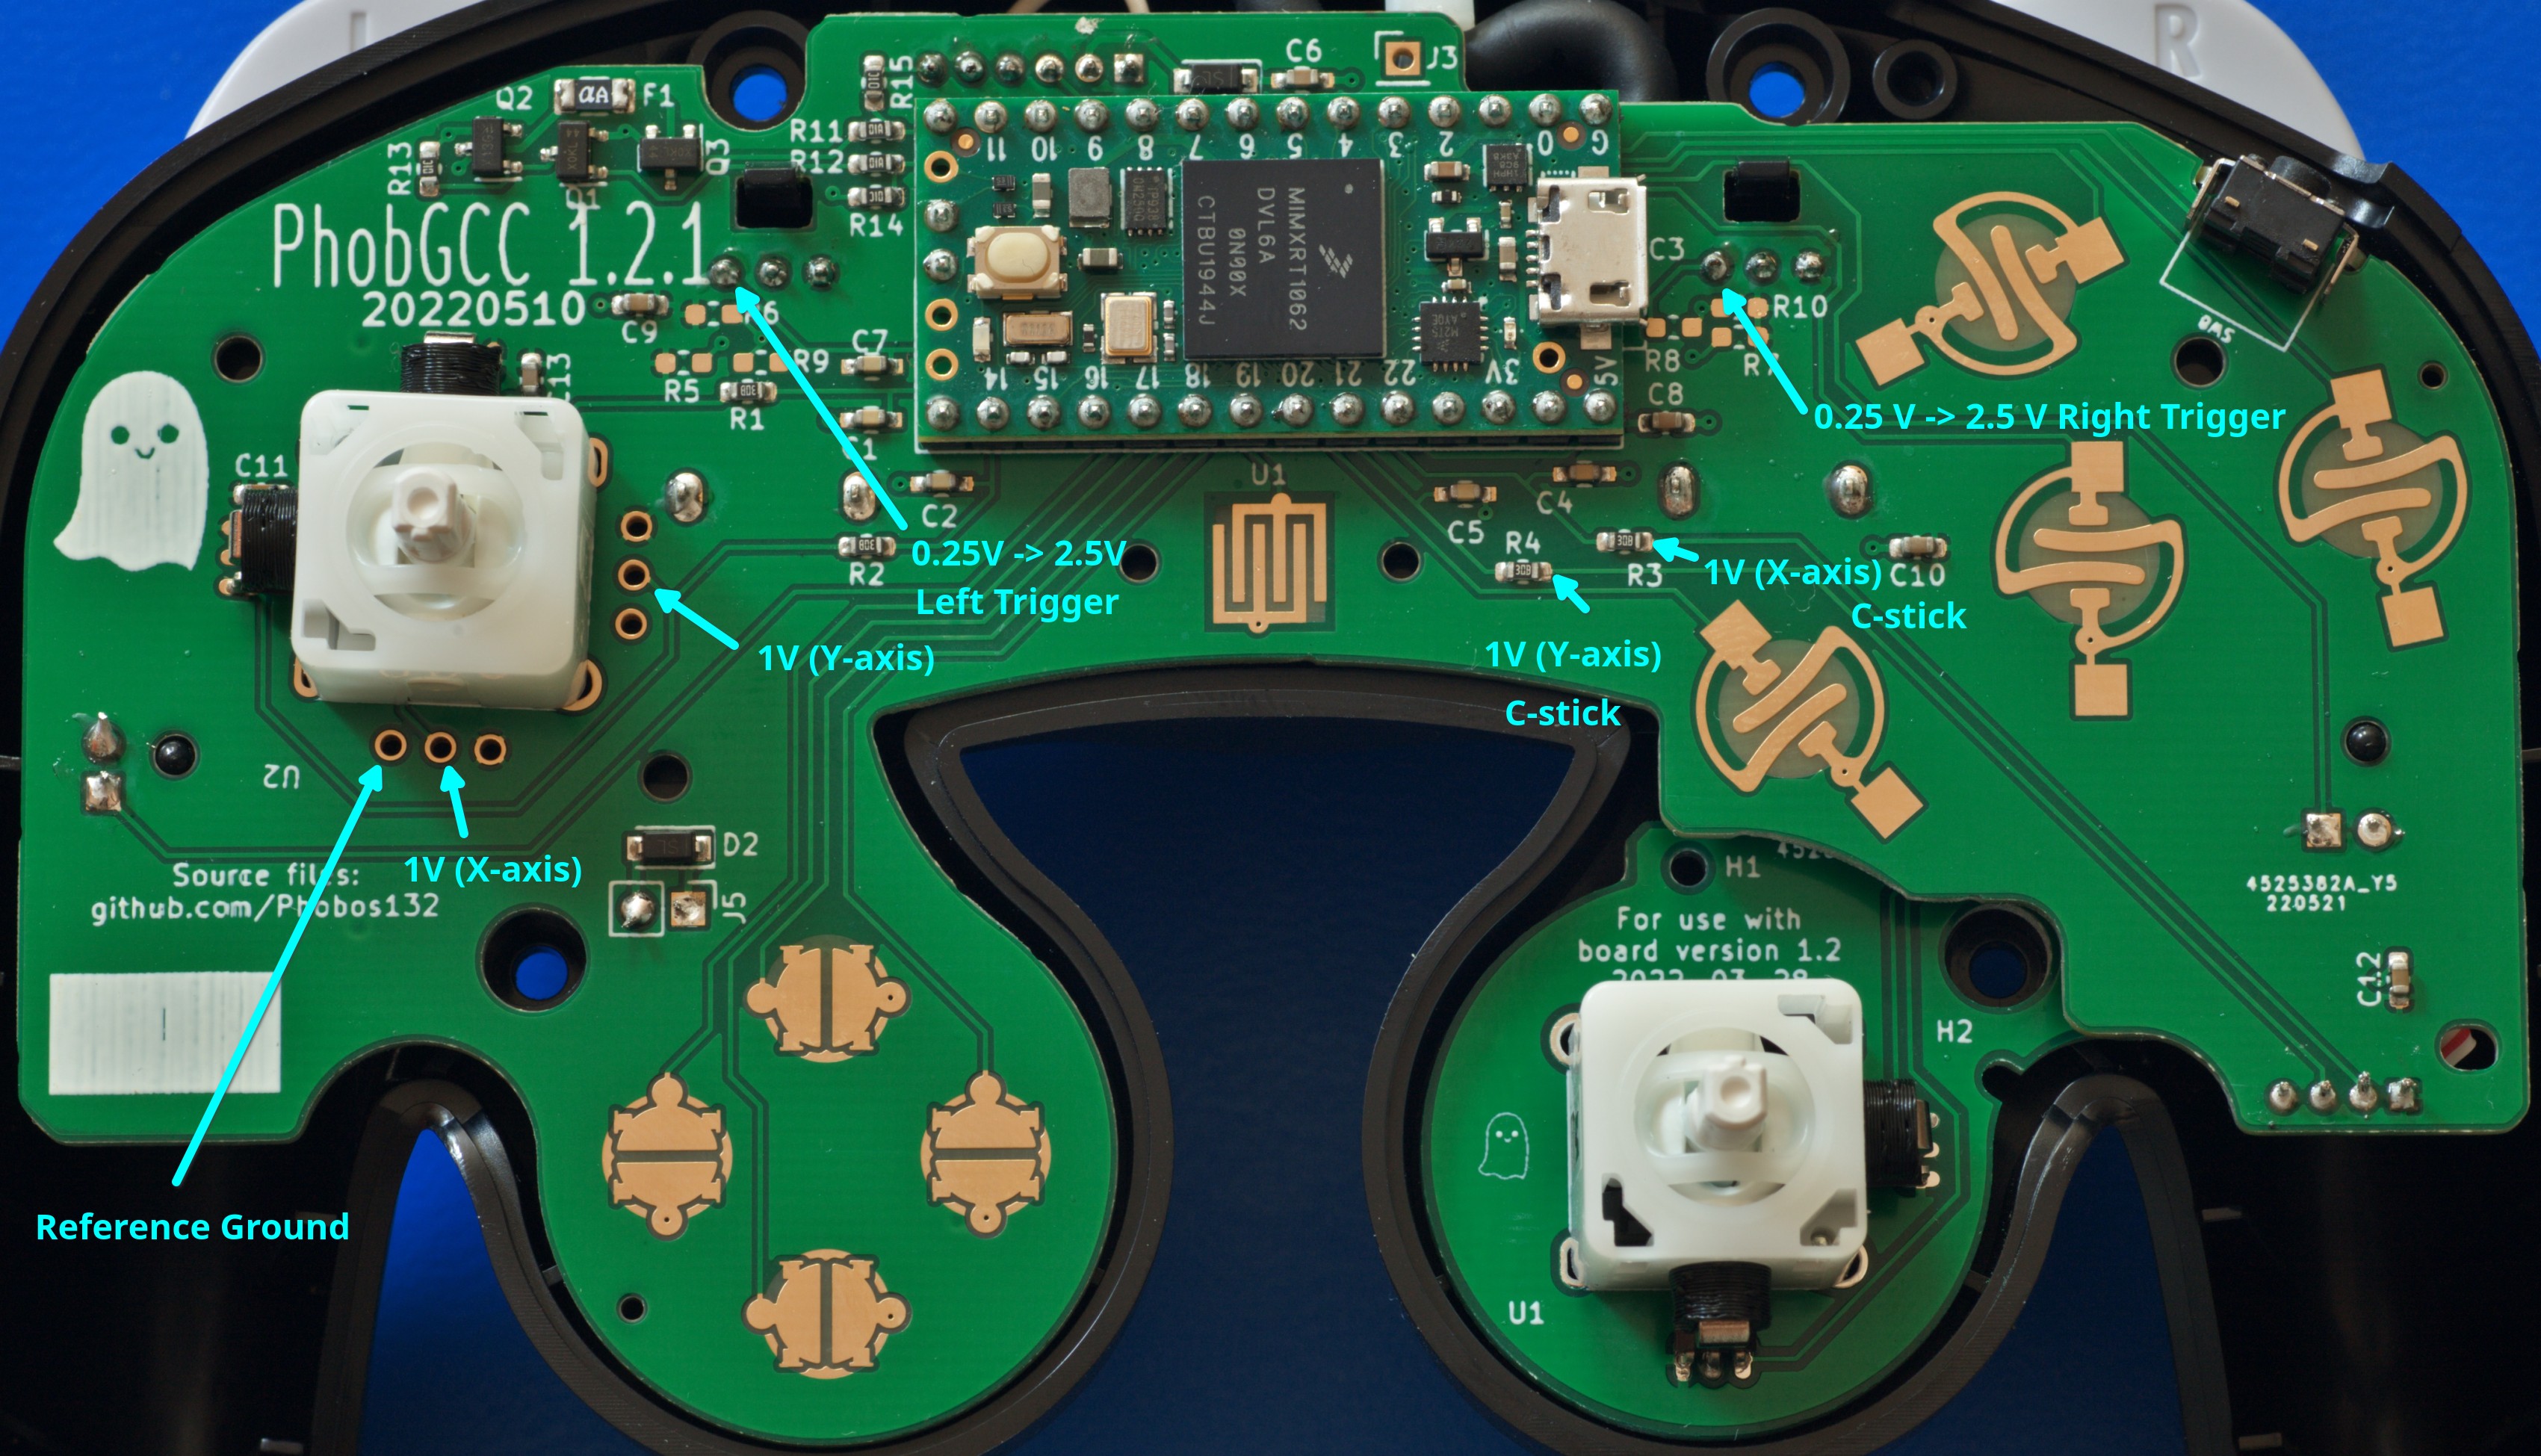 L
R
R15
C6
J3
Q2
αA
F1
R13
Q3
R11
R12
R14
PhobGCC 1.2.1
20220510
C9
R6
C7
R9
R5
R1
C1
C2
R2
C11
C13
U2
11
10
9
8
7
6
5
4
3
2
0
G
MIMXRT1062
DVL6A
0N00X
CTBU1944J
14
15
16
17
18
19
20
21
22
3V
5V
C3
R10
R8
R7
C8
SW8
0.25 V -> 2.5 V Right Trigger
U1
C4
C5
R4
R3
C10
0.25V -> 2.5V
Left Trigger
1V (X-axis)
C-stick
1V (Y-axis)
1V (Y-axis)
C-stick
1V (X-axis)
Source files:
github.com/Phobos132
D2
J5
H1
For use with
board version 1.2
H2
4525382A_Y5
220521
C12
Reference Ground
U1